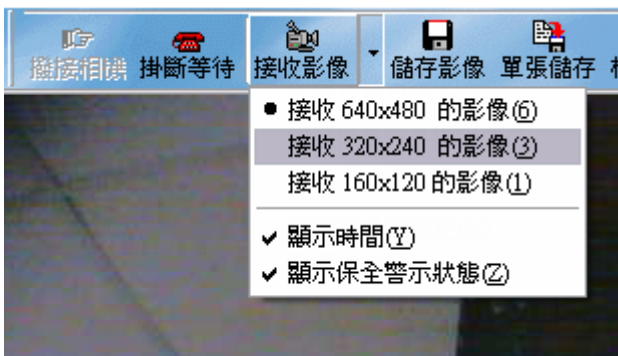 撥接相機 掛斷等待 接收影像 儲存影像 單張儲存
接收 640x480 的影像(6)
接收 320x240 的影像(3)
接收 160x120 的影像(1)
顯示時間(Y)
顯示保全警示狀態(Z)